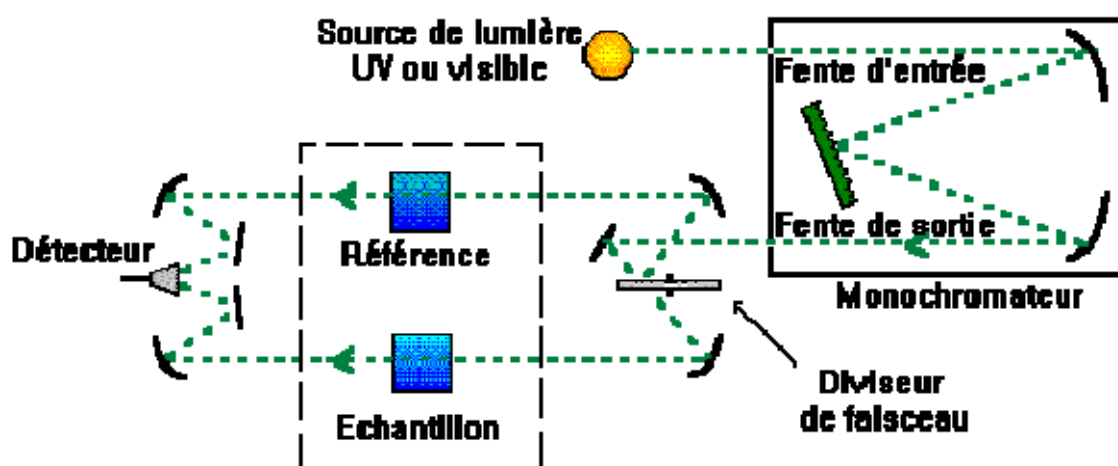 Source de lumière
UV ou visible
Fente d'entrée
Fente de sortie
Monochromateur
Détecteur
Référence
Echantillon
Diviseur
de faisceau